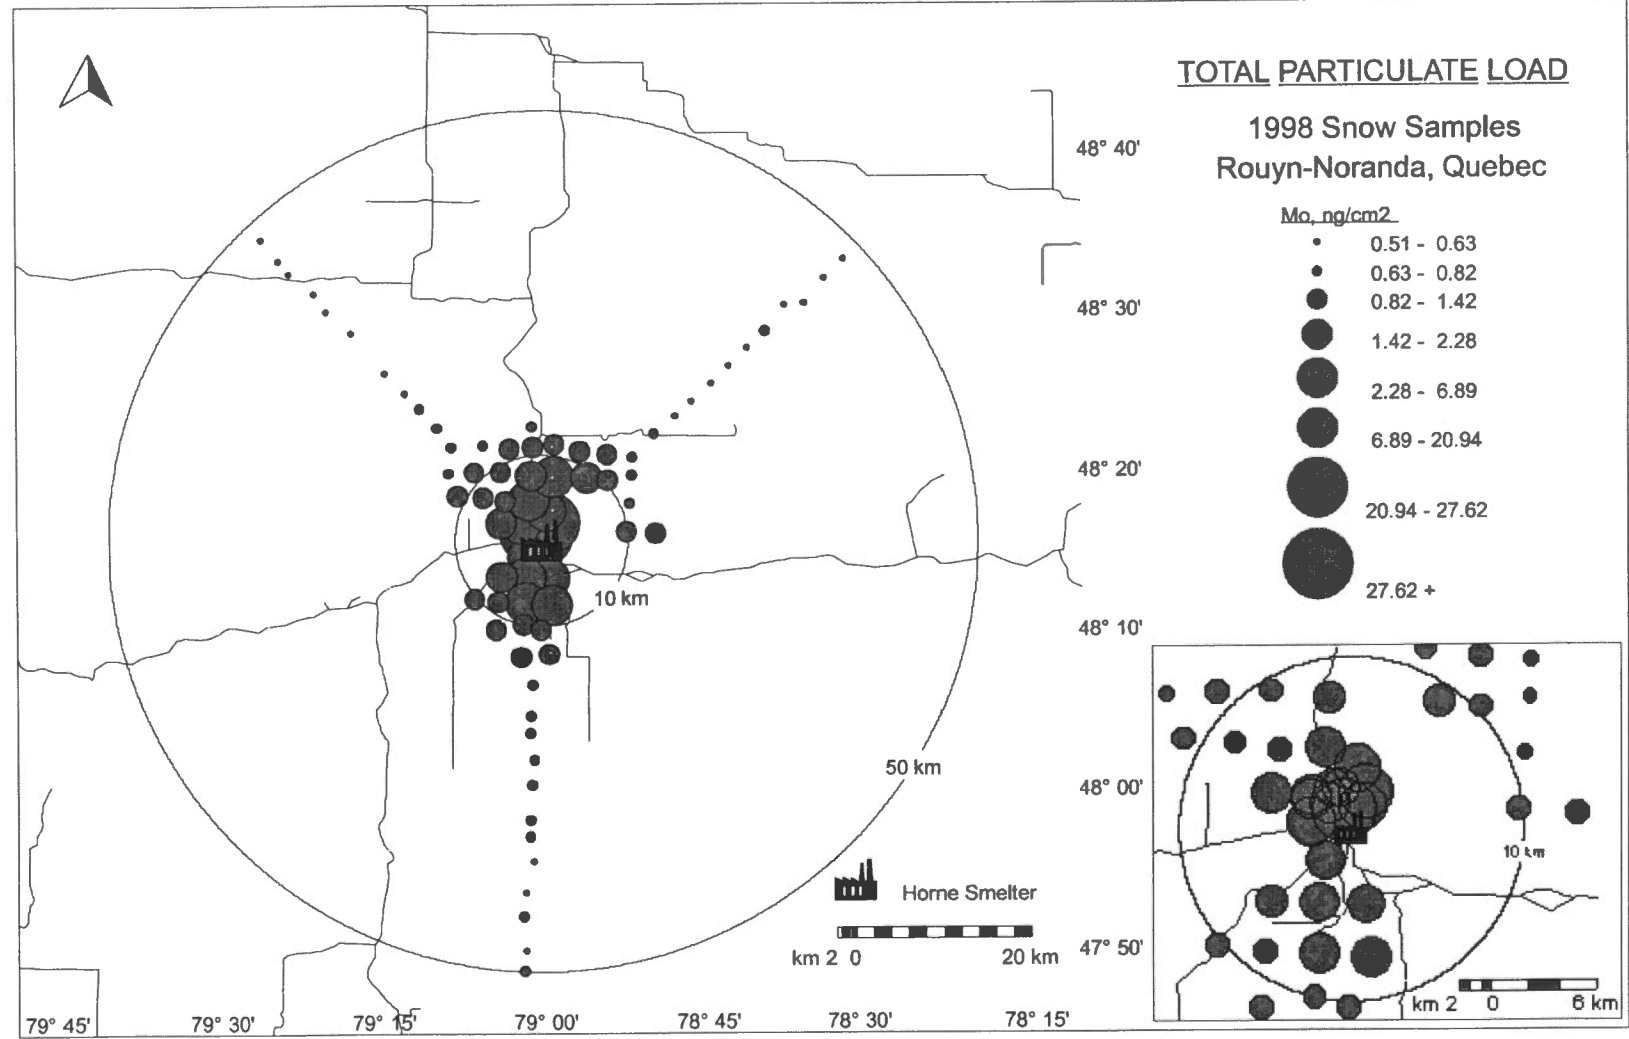 TOTAL PARTICULATE LOAD
1998 Snow Samples
Rouyn-Noranda, Quebec
Mo, ng/cm2
0.51 - 0.63
0.63 - 0.82
0.82 - 1.42
1.42 - 2.28
2.28 - 6.89
6.89 - 20.94
20.94 - 27.62
27.62 +
48° 40'
48° 30'
48° 20'
48° 10'
48° 00'
47° 50'
10 km
50 km
Horne Smelter
km 2 0 20 km
79° 45' 79° 30' 79° 15' 79° 00' 78° 45' 78° 30' 78° 15'
10 km
km 2 0 6 km